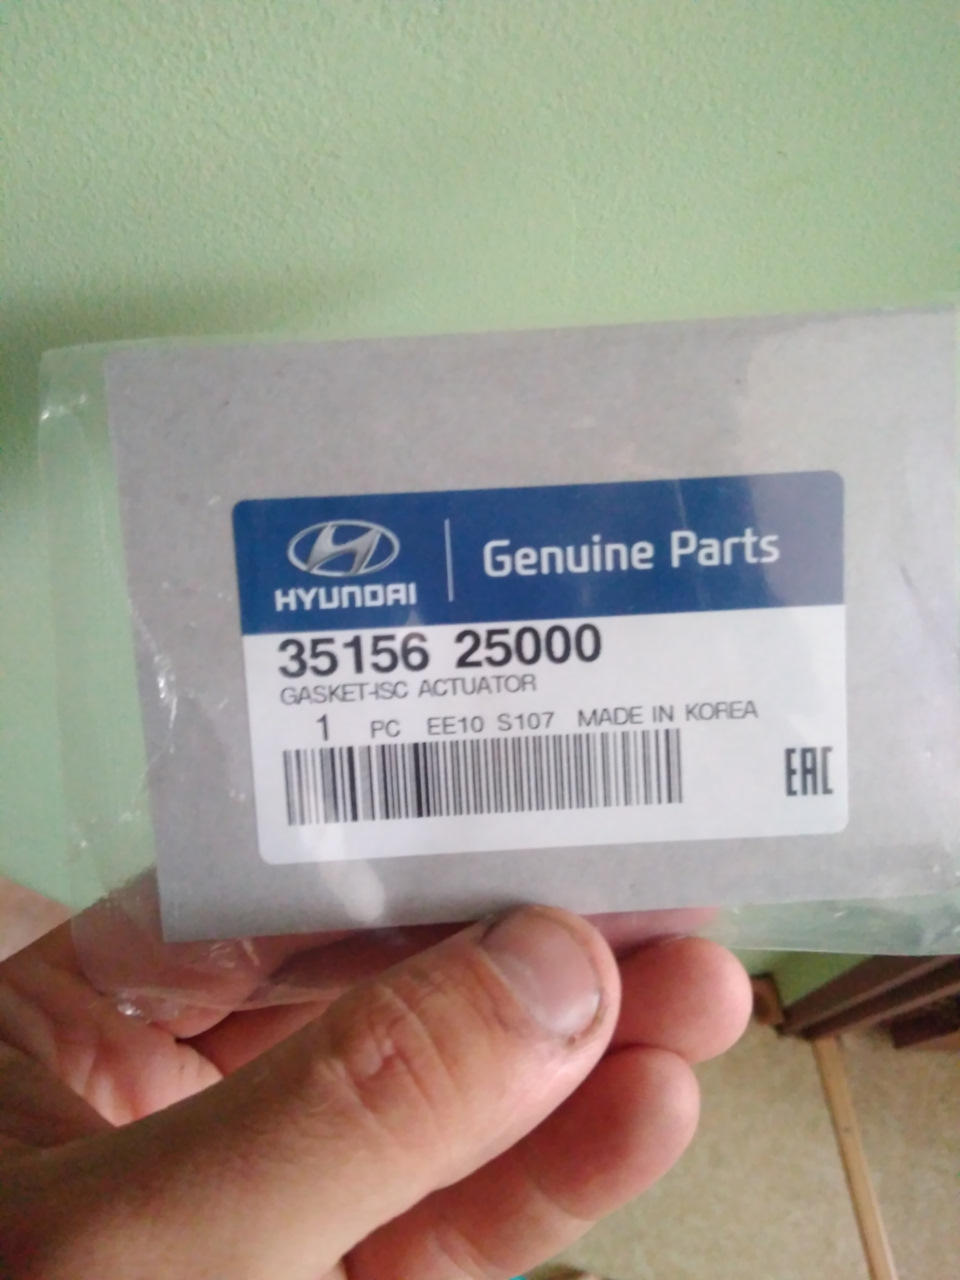 HYUNDAI
Genuine Parts
35156 25000
GASKET-ISC ACTUATOR
1 PC EE10 S107 MADE IN KOREA
EAC